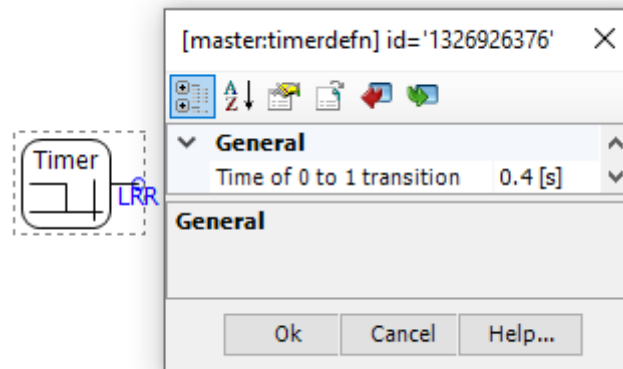 [master:timerdefn] id='1326926376'
General
Time of 0 to 1 transition 0.4 [s]
General
Ok Cancel Help...
Timer
LRR